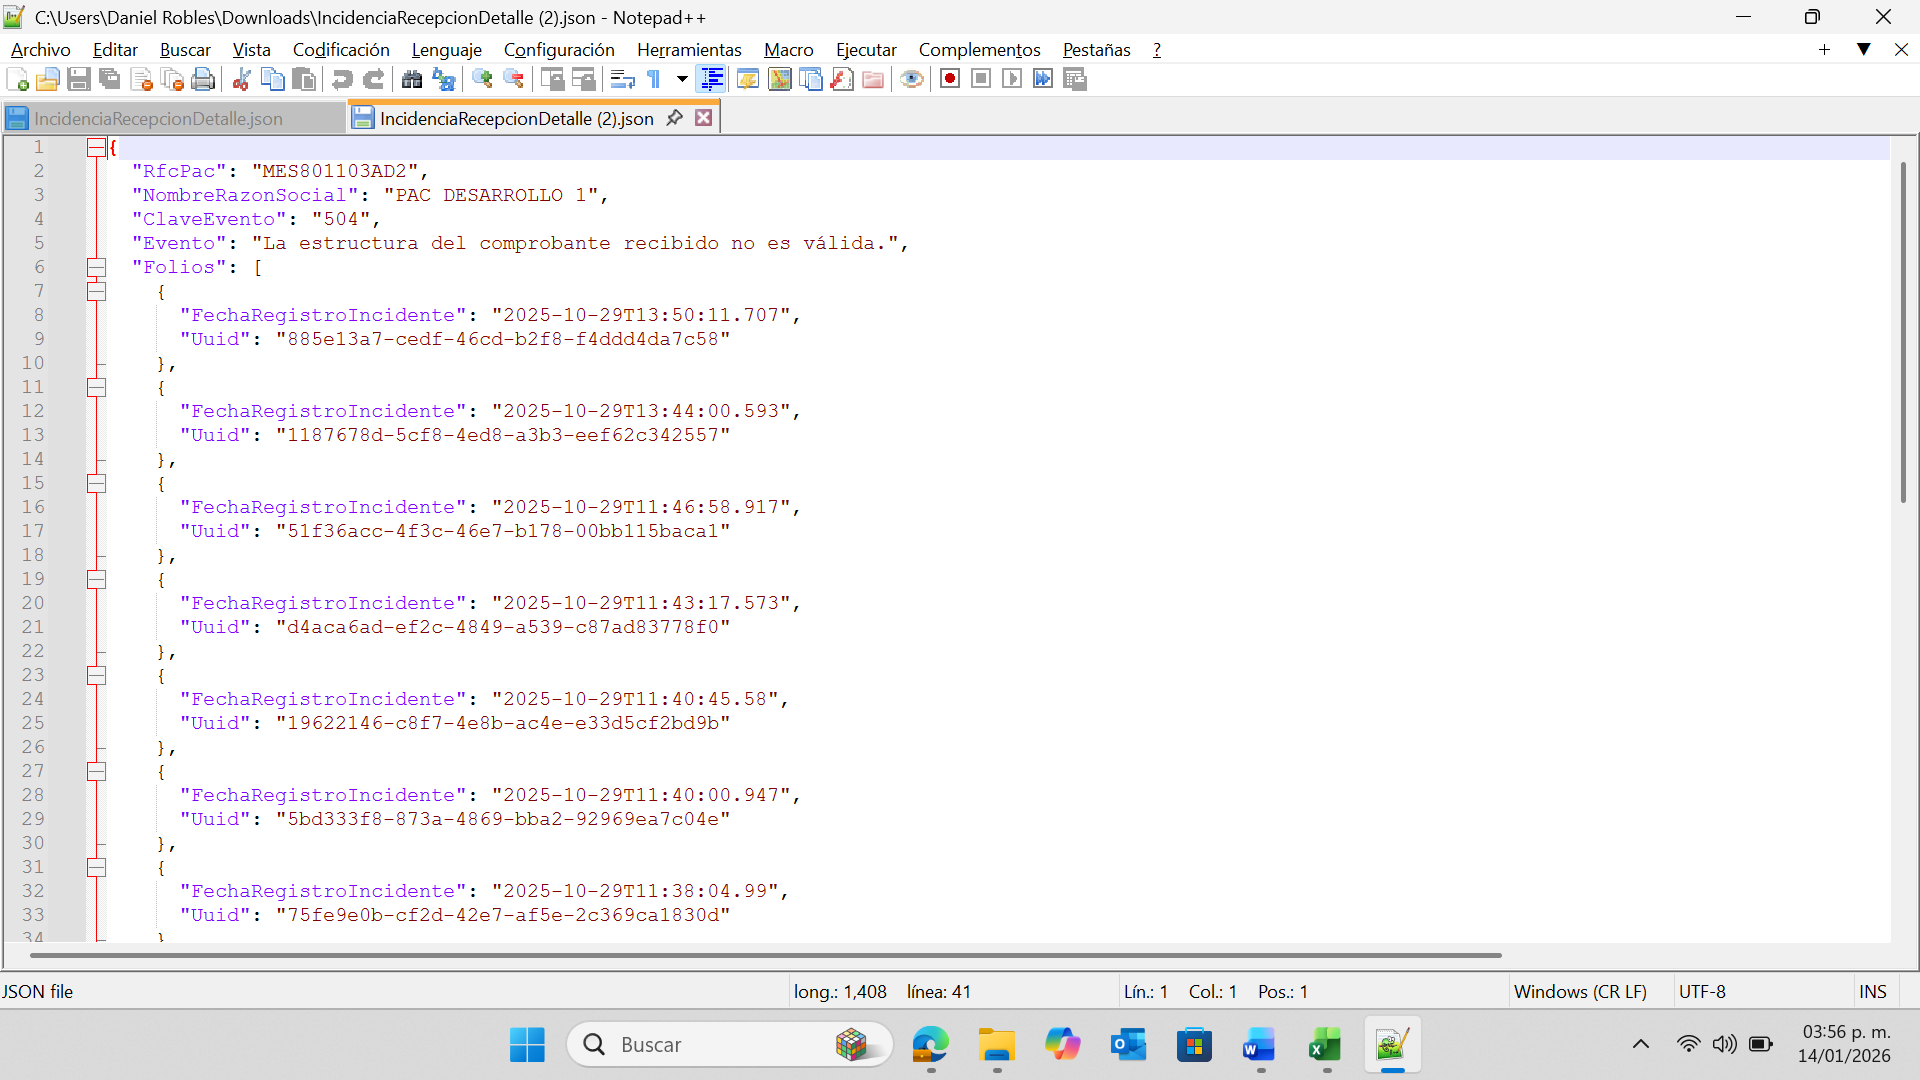 C:\Users\Daniel Robles\Downloads\IncidenciaRecepcionDetalle (2).json - Notepad++
Archivo Editar Buscar Vista Codificación Lenguaje Configuración Herramientas Macro Ejecutar Complementos Pestañas ?
IncidenciaRecepcionDetalle.json IncidenciaRecepcionDetalle (2).json
1 {
2 "RfcPac": "MES801103AD2",
3 "NombreRazonSocial": "PAC DESARROLLO 1",
4 "ClaveEvento": "504",
5 "Evento": "La estructura del comprobante recibido no es válida.",
6 "Folios": [
7 {
8 "FechaRegistroIncidente": "2025-10-29T13:50:11.707",
9 "Uuid": "885e13a7-cedf-46cd-b2f8-f4ddd4da7c58"
10 },
11 {
12 "FechaRegistroIncidente": "2025-10-29T13:44:00.593",
13 "Uuid": "1187678d-5cf8-4ed8-a3b3-eef62c342557"
14 },
15 {
16 "FechaRegistroIncidente": "2025-10-29T11:46:58.917",
17 "Uuid": "51f36acc-4f3c-46e7-b178-00bb115baca1"
18 },
19 {
20 "FechaRegistroIncidente": "2025-10-29T11:43:17.573",
21 "Uuid": "d4aca6ad-ef2c-4849-a539-c87ad83778f0"
22 },
23 {
24 "FechaRegistroIncidente": "2025-10-29T11:40:45.58",
25 "Uuid": "19622146-c8f7-4e8b-ac4e-e33d5cf2bd9b"
26 },
27 {
28 "FechaRegistroIncidente": "2025-10-29T11:40:00.947",
29 "Uuid": "5bd333f8-873a-4869-bba2-92969ea7c04e"
30 },
31 {
32 "FechaRegistroIncidente": "2025-10-29T11:38:04.99",
33 "Uuid": "75fe9e0b-cf2d-42e7-af5e-2c369ca1830d"
34 }
JSON file long.: 1,408 línea: 41 Lín.: 1 Col.: 1 Pos.: 1 Windows (CR LF) UTF-8 INS
Buscar
03:56 p. m.
14/01/2026